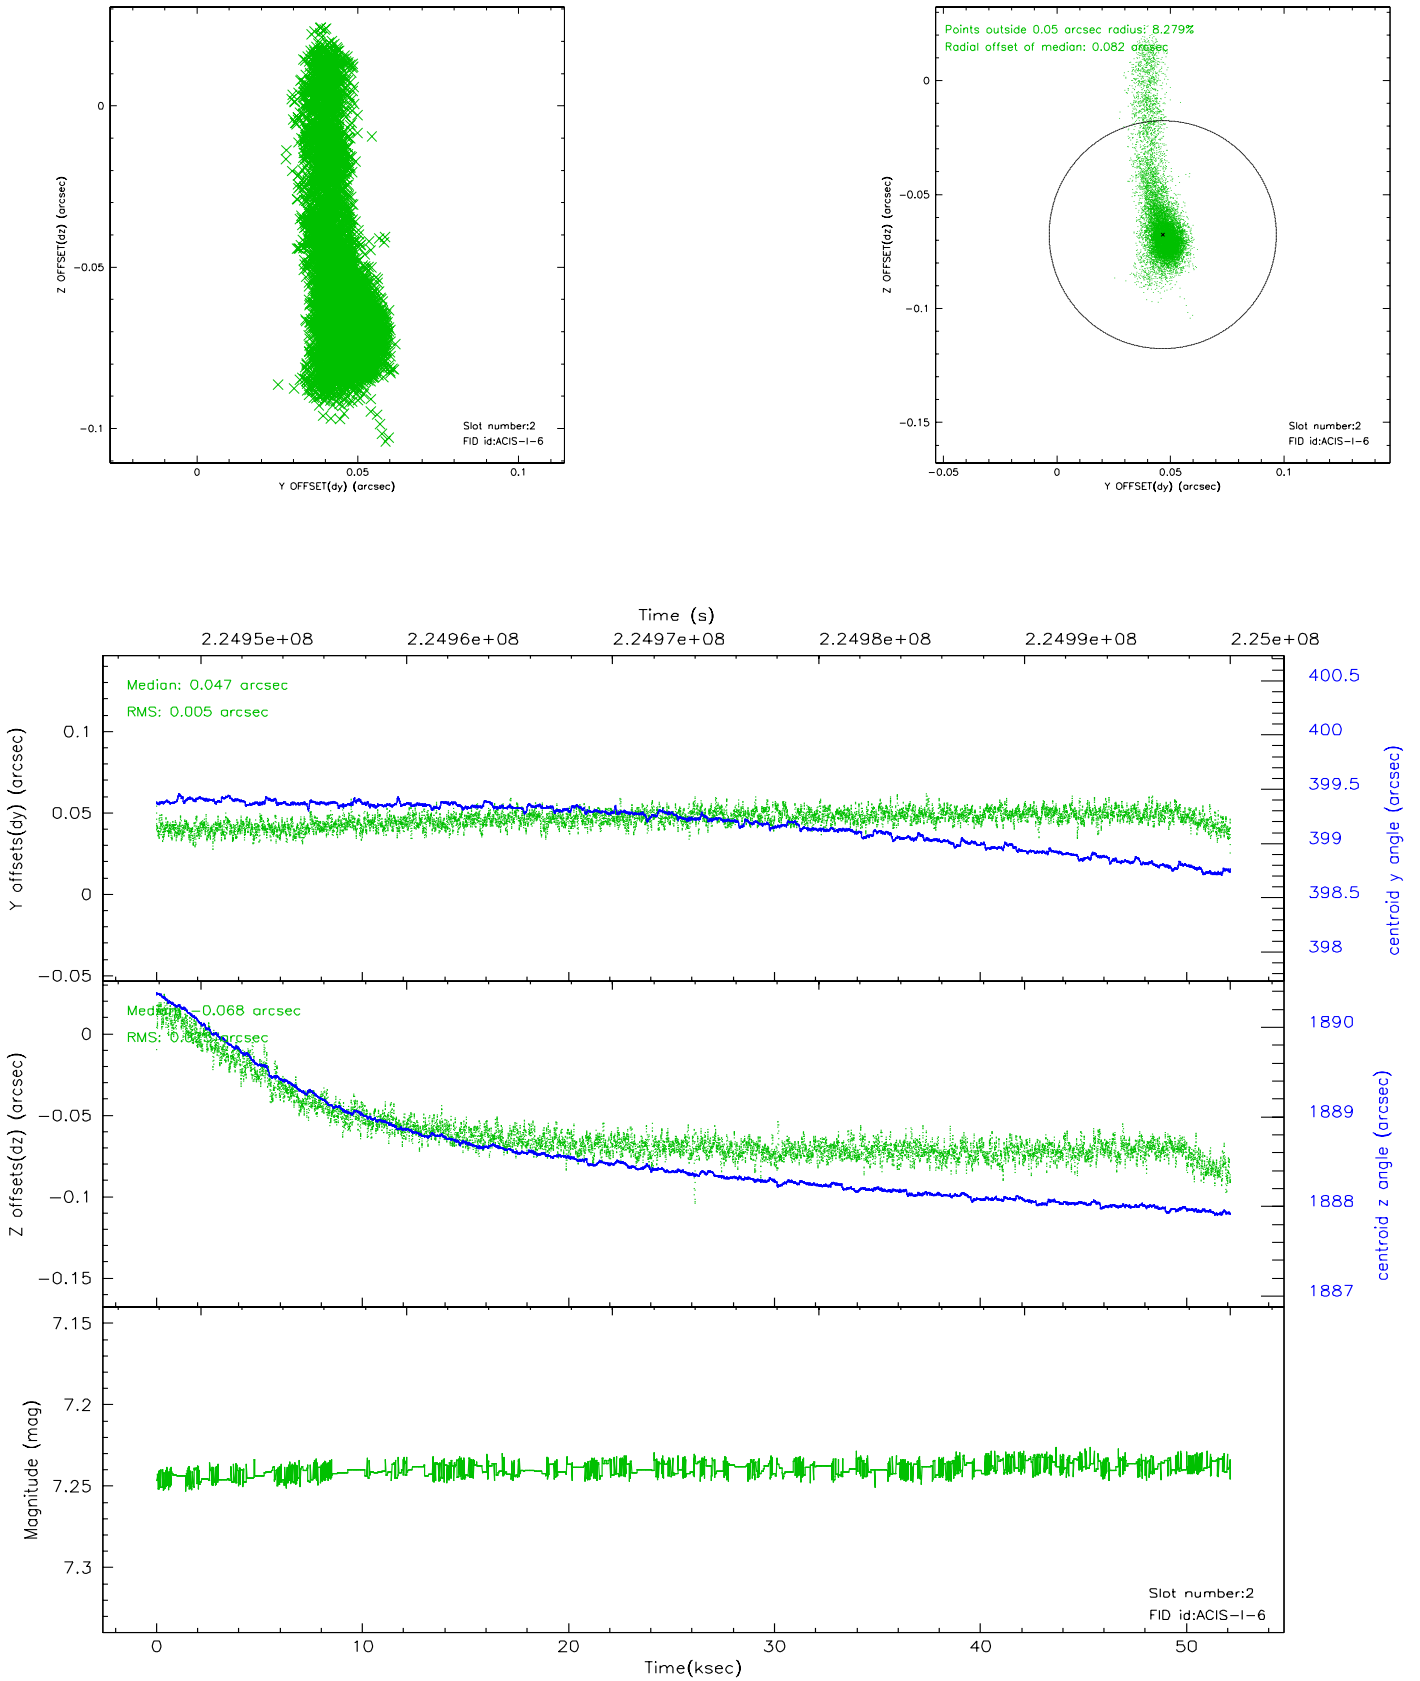 0
-0.05
-0.1
Z OFFSET(dz) (arcsec)
0
0.05
0.1
Y OFFSET(dy) (arcsec)
Slot number:2
FID id:ACIS-I-6
Points outside 0.05 arcsec radius: 8.279%
Radial offset of median: 0.082 arcsec
0
-0.05
-0.1
-0.15
Z OFFSET(dz) (arcsec)
-0.05
0
0.05
0.1
Y OFFSET(dy) (arcsec)
Slot number:2
FID id:ACIS-I-6
Time (s)
2.2495e+08
2.2496e+08
2.2497e+08
2.2498e+08
2.2499e+08
2.25e+08
Median: 0.047 arcsec
RMS: 0.005 arcsec
0.1
0.05
0
-0.05
Y offsets(dy) (arcsec)
400.5
400
399.5
399
398.5
398
centroid y angle (arcsec)
Median: -0.068 arcsec
RMS: arcsec
0
-0.05
-0.1
-0.15
Z offsets(dz) (arcsec)
1890
1889
1888
1887
centroid z angle (arcsec)
7.15
7.2
7.25
7.3
Magnitude (mag)
Slot number:2
FID id:ACIS-I-6
0
10
20
30
40
50
Time(ksec)